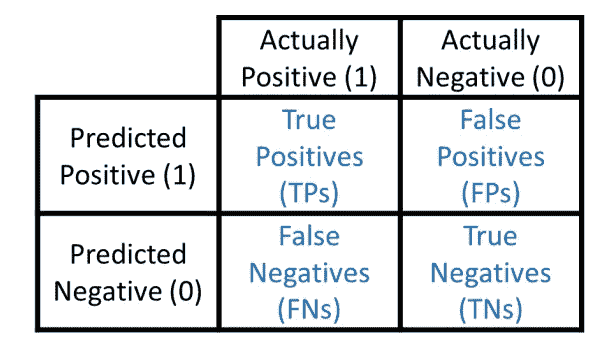 Actually
Positive (1)
Actually
Negative (0)
Predicted
Positive (1)
True
Positives
(TPs)
False
Positives
(FPs)
Predicted
Negative (0)
False
Negatives
(FNs)
True
Negatives
(TNs)